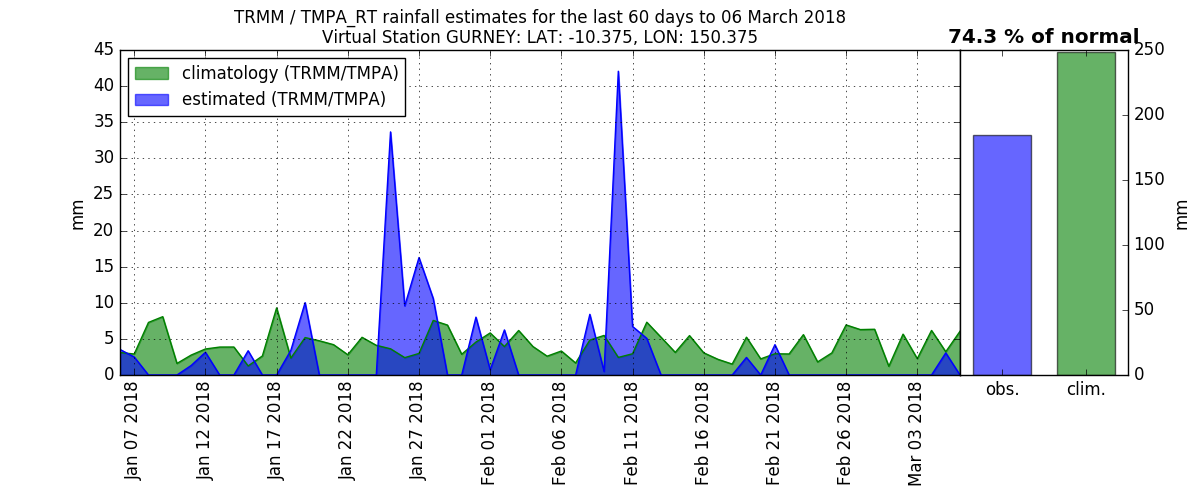 TRMM / TMPA_RT rainfall estimates for the last 60 days to 06 March 2018
Virtual Station GURNEY: LAT: -10.375, LON: 150.375
74.3 % of normal
climatology (TRMM/TMPA)
estimated (TRMM/TMPA)
45
40
35
30
25
20
15
10
5
0
mm
Jan 07 2018
Jan 12 2018
Jan 17 2018
Jan 22 2018
Jan 27 2018
Feb 01 2018
Feb 06 2018
Feb 11 2018
Feb 16 2018
Feb 21 2018
Feb 26 2018
Mar 03 2018
obs.
clim.
250
200
150
100
50
0
mm